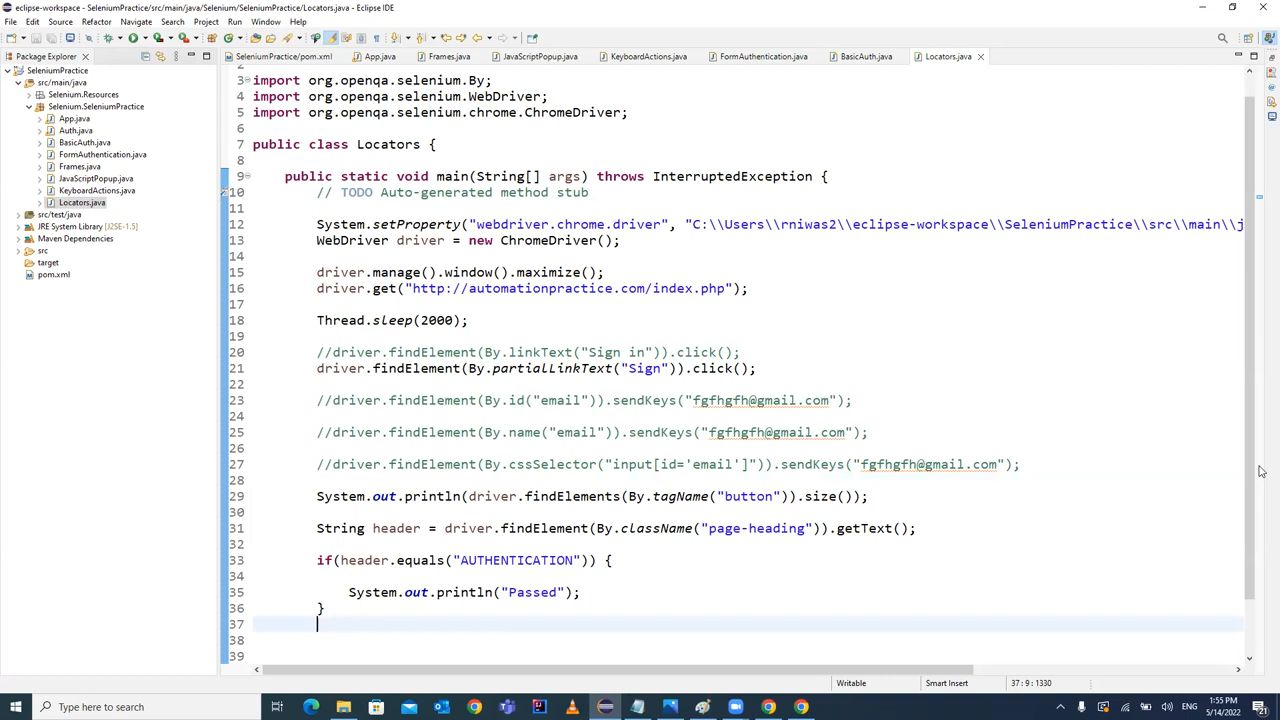 eclipse-workspace - SeleniumPractice/src/main/java/Selenium/SeleniumPractice/Locators.java - Eclipse IDE
File Edit Source Refactor Navigate Search Project Run Window Help
Package Explorer
SeleniumPractice/pom.xml App.java Frames.java JavaScriptPopup.java KeyboardActions.java FormAuthentication.java BasicAuth.java Locators.java
SeleniumPractice
src/main/java
Selenium.Resources
Selenium.SeleniumPractice
App.java
Auth.java
BasicAuth.java
FormAuthentication.java
Frames.java
JavaScriptPopup.java
KeyboardActions.java
Locators.java
src/test/java
JRE System Library [J2SE-1.5]
Maven Dependencies
src
target
pom.xml
2
3 import org.openqa.selenium.By;
4 import org.openqa.selenium.WebDriver;
5 import org.openqa.selenium.chrome.ChromeDriver;
6
7 public class Locators {
8
9 public static void main(String[] args) throws InterruptedException {
10 // TODO Auto-generated method stub
11
12 System.setProperty("webdriver.chrome.driver", "C:\\Users\\rniwas2\\eclipse-workspace\\SeleniumPractice\\src\\main\\j
13 WebDriver driver = new ChromeDriver();
14
15 driver.manage().window().maximize();
16 driver.get("http://automationpractice.com/index.php");
17
18 Thread.sleep(2000);
19
20 //driver.findElement(By.linkText("Sign in")).click();
21 driver.findElement(By.partialLinkText("Sign")).click();
22
23 //driver.findElement(By.id("email")).sendKeys("fgfhgfh@gmail.com");
24
25 //driver.findElement(By.name("email")).sendKeys("fgfhgfh@gmail.com");
26
27 //driver.findElement(By.cssSelector("input[id='email']")).sendKeys("fgfhgfh@gmail.com");
28
29 System.out.println(driver.findElements(By.tagName("button")).size());
30
31 String header = driver.findElement(By.className("page-heading")).getText();
32
33 if(header.equals("AUTHENTICATION")) {
34
35 System.out.println("Passed");
36 }
37
38
39
Writable Smart Insert 37 : 9 : 1330
Type here to search
1:55 PM
5/14/2022